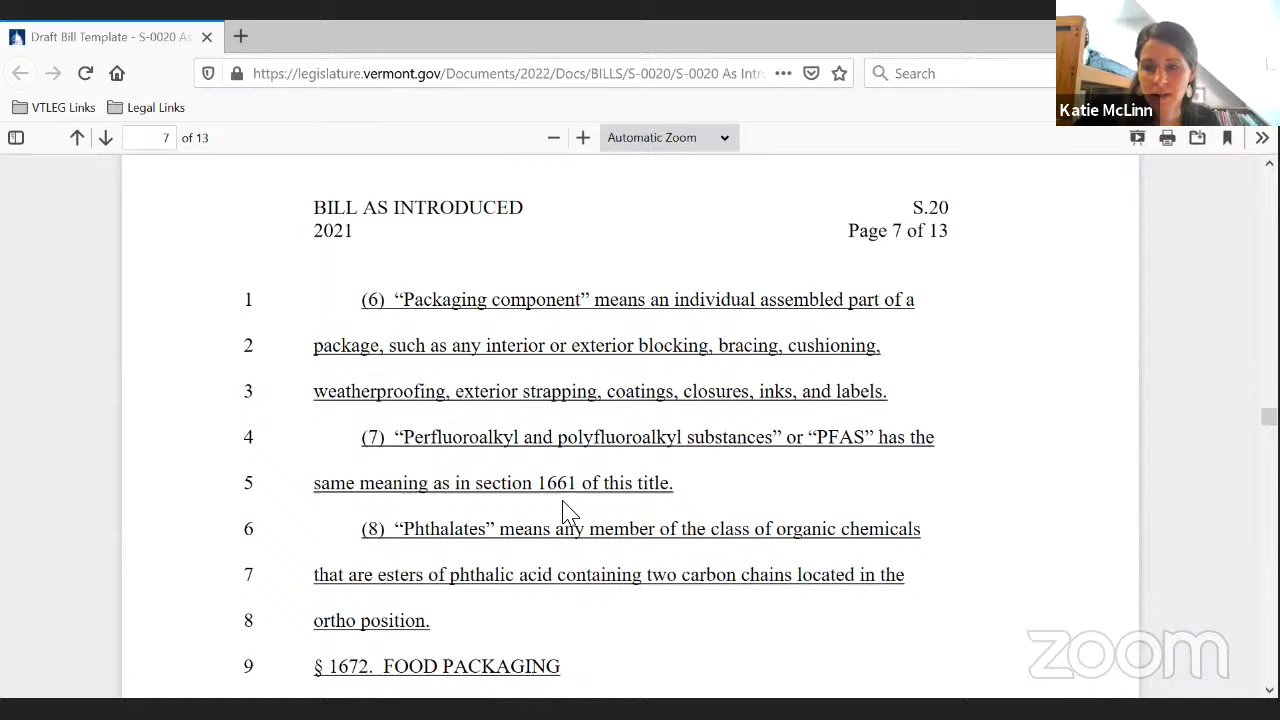 Draft Bill Template - S-0020 As
https://legislature.vermont.gov/Documents/2022/Docs/BILLS/S-0020/S-0020 As Intr
Search
Katie McLinn
VTLEG Links
Legal Links
7 of 13
Automatic Zoom
BILL AS INTRODUCED S.20
2021 Page 7 of 13
1 (6) “Packaging component” means an individual assembled part of a
2 package, such as any interior or exterior blocking, bracing, cushioning,
3 weatherproofing, exterior strapping, coatings, closures, inks, and labels.
4 (7) “Perfluoroalkyl and polyfluoroalkyl substances” or “PFAS” has the
5 same meaning as in section 1661 of this title.
6 (8) “Phthalates” means any member of the class of organic chemicals
7 that are esters of phthalic acid containing two carbon chains located in the
8 ortho position.
9 § 1672. FOOD PACKAGING
zoom